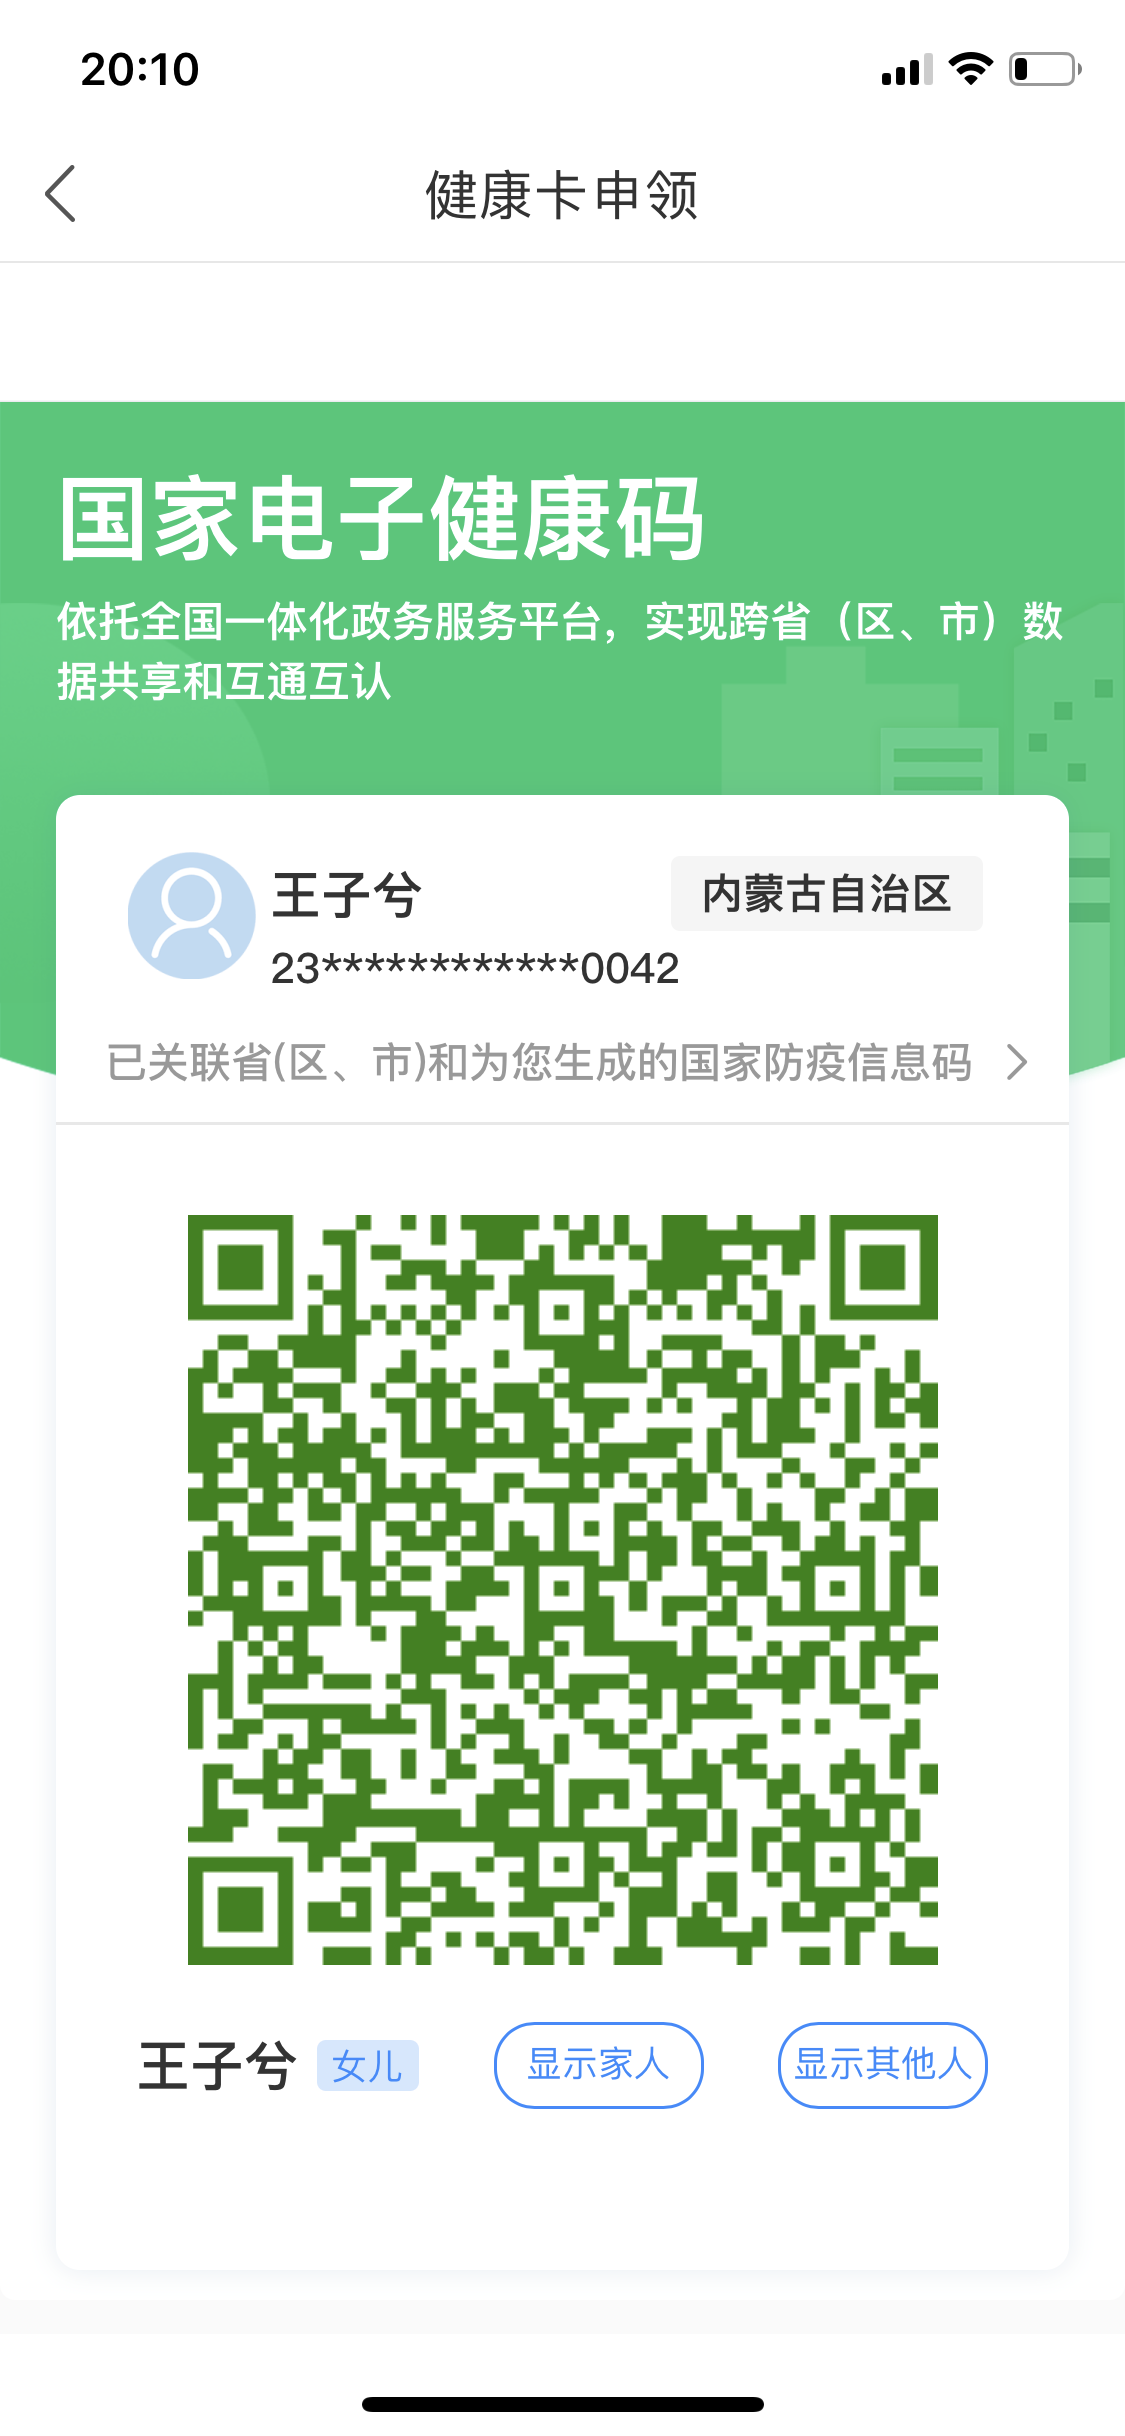 20:10
健康卡申领
国家电子健康码
依托全国一体化政务服务平台，实现跨省（区、市）数
据共享和互通互认
王子兮
内蒙古自治区
23************0042
已关联省(区、市)和为您生成的国家防疫信息码
王子兮 女儿 显示家人 显示其他人